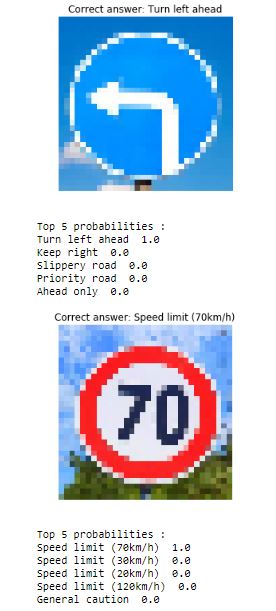 Correct answer: Turn left ahead
Top 5 probabilities :
Turn left ahead 1.0
Keep right 0.0
Slippery road 0.0
Priority road 0.0
Ahead only 0.0
Correct answer: Speed limit (70km/h)
70
Top 5 probabilities :
Speed limit (70km/h) 1.0
Speed limit (30km/h) 0.0
Speed limit (20km/h) 0.0
Speed limit (120km/h) 0.0
General caution 0.0